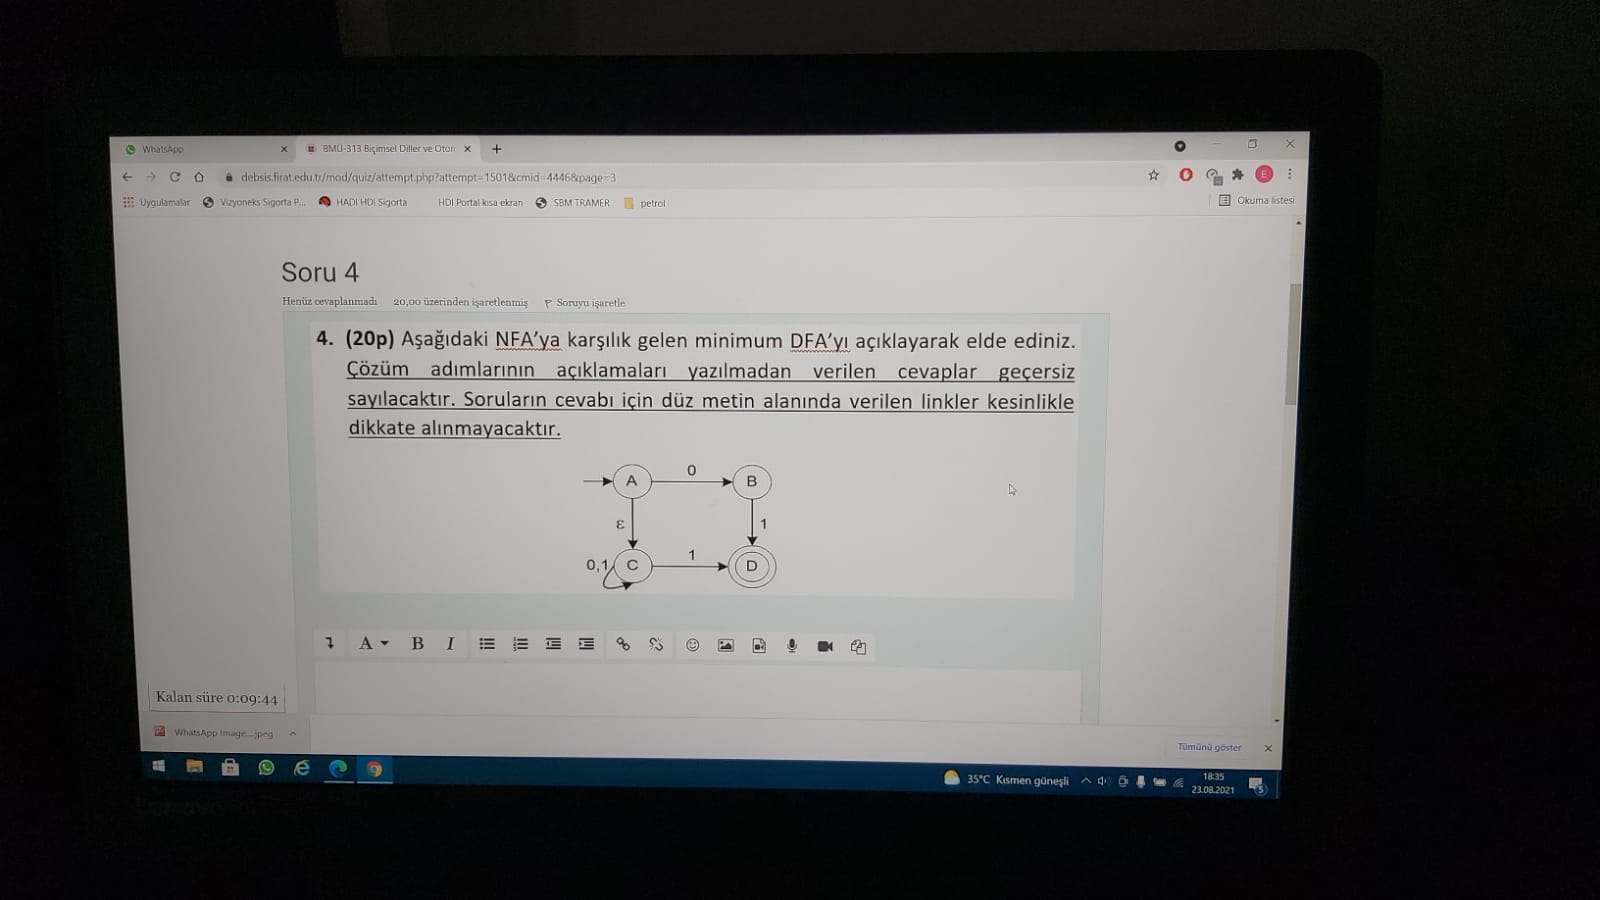 WhatsApp
BMÜ-313 Biçimsel Diller ve Otom
debsis.firat.edu.tr/mod/quiz/attempt.php?attempt=1501&cmid=4446&page=3
E
Uygulamalar
Vizyoneks Sigorta P...
HADI HDI Sigorta
HDI Portal kısa ekran
SBM TRAMER
petrol
Okuma listesi
Soru 4
Henüz cevaplanmadı 20,00 üzerinden işaretlenmiş Soruyu işaretle
4. (20p) Aşağıdaki NFA'ya karşılık gelen minimum DFA'yı açıklayarak elde ediniz.
Çözüm adımlarının açıklamaları yazılmadan verilen cevaplar geçersiz
sayılacaktır. Soruların cevabı için düz metin alanında verilen linkler kesinlikle
dikkate alınmayacaktır.
A 0 B
ε 1
0,1 C 1 D
A B I
Kalan süre 0:09:44
WhatsApp Image...jpeg
Tümünü göster
35°C Kısmen güneşli
18:35
23.08.2021
5